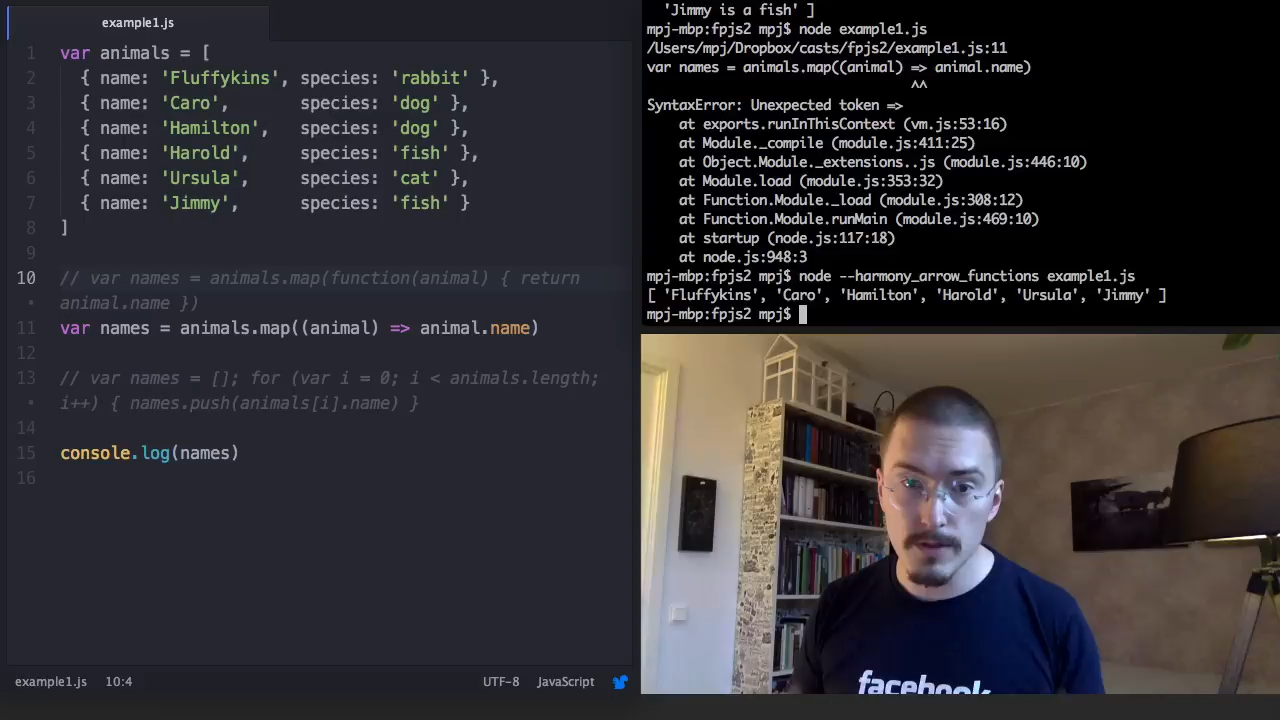 example1.js
1 var animals = [
2 { name: 'Fluffykins', species: 'rabbit' },
3 { name: 'Caro', species: 'dog' },
4 { name: 'Hamilton', species: 'dog' },
5 { name: 'Harold', species: 'fish' },
6 { name: 'Ursula', species: 'cat' },
7 { name: 'Jimmy', species: 'fish' }
8 ]
9
10 // var names = animals.map(function(animal) { return
• animal.name })
11 var names = animals.map((animal) => animal.name)
12
13 // var names = []; for (var i = 0; i < animals.length;
• i++) { names.push(animals[i].name) }
14
15 console.log(names)
16
example1.js 10:4 UTF-8 JavaScript
'Jimmy is a fish' ]
mpj-mbp:fpjs2 mpj$ node example1.js
/Users/mpj/Dropbox/casts/fpjs2/example1.js:11
var names = animals.map((animal) => animal.name)
^^
SyntaxError: Unexpected token =>
at exports.runInThisContext (vm.js:53:16)
at Module._compile (module.js:411:25)
at Object.Module._extensions..js (module.js:446:10)
at Module.load (module.js:353:32)
at Function.Module._load (module.js:308:12)
at Function.Module.runMain (module.js:469:10)
at startup (node.js:117:18)
at node.js:948:3
mpj-mbp:fpjs2 mpj$ node --harmony_arrow_functions example1.js
[ 'Fluffykins', 'Caro', 'Hamilton', 'Harold', 'Ursula', 'Jimmy' ]
mpj-mbp:fpjs2 mpj$
facebook